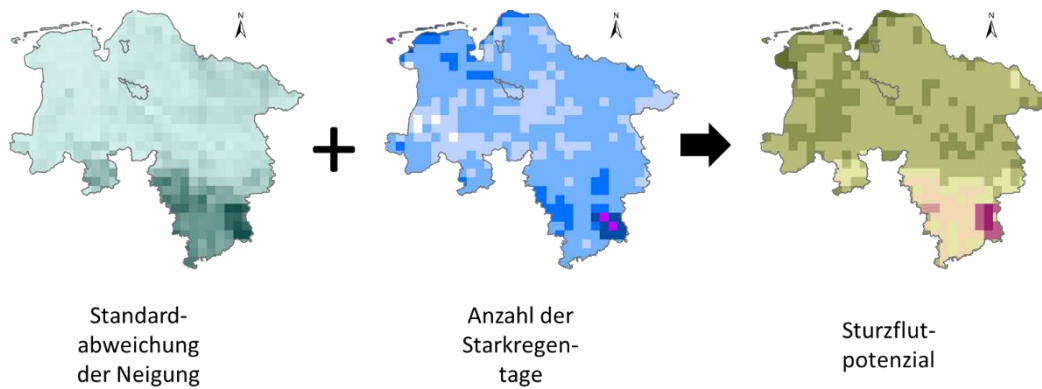 N
N
N
Standard-
abweichung
der Neigung
Anzahl der
Starkregen-
tage
Sturzflut-
potenzial